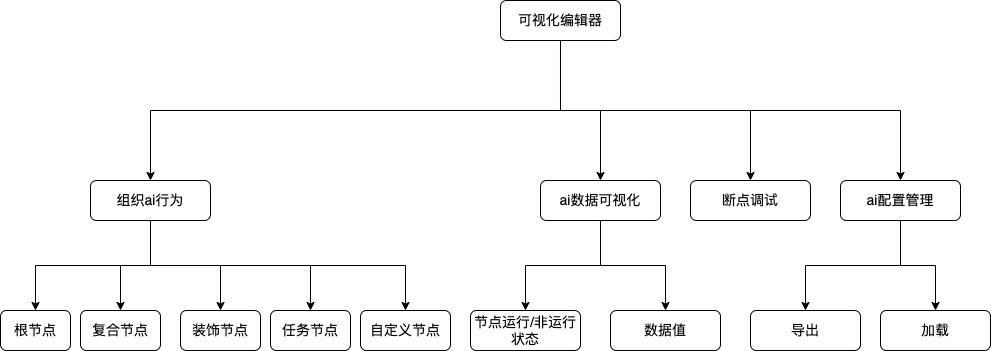 可视化编辑器
组织ai行为
ai数据可视化
断点调试
ai配置管理
根节点
复合节点
装饰节点
任务节点
自定义节点
节点运行/非运行
状态
数据值
导出
加载